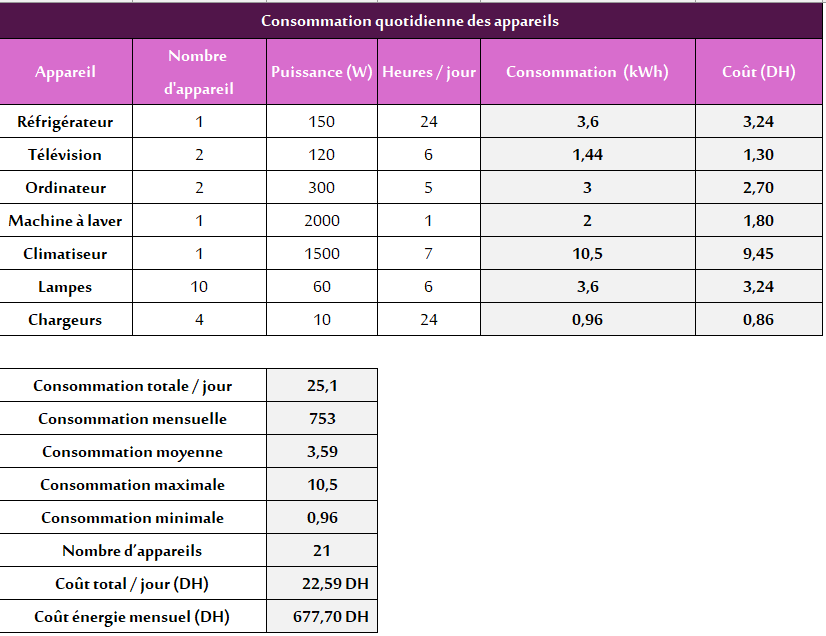 Consommation quotidienne des appareils
Appareil Nombre d'appareil Puissance (W) Heures / jour Consommation (kWh) Coût (DH)
Réfrigérateur 1 150 24 3,6 3,24
Télévision 2 120 6 1,44 1,30
Ordinateur 2 300 5 3 2,70
Machine à laver 1 2000 1 2 1,80
Climatiseur 1 1500 7 10,5 9,45
Lampes 10 60 6 3,6 3,24
Chargeurs 4 10 24 0,96 0,86
Consommation totale / jour 25,1
Consommation mensuelle 753
Consommation moyenne 3,59
Consommation maximale 10,5
Consommation minimale 0,96
Nombre d’appareils 21
Coût total / jour (DH) 22,59 DH
Coût énergie mensuel (DH) 677,70 DH